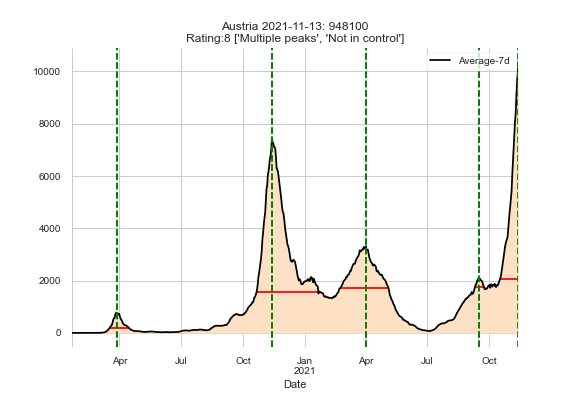 Austria 2021-11-13: 948100
Rating:8 ['Multiple peaks', 'Not in control']
Average-7d
10000
8000
6000
4000
2000
0
Apr
Jul
Oct
Jan
2021
Apr
Jul
Oct
Date